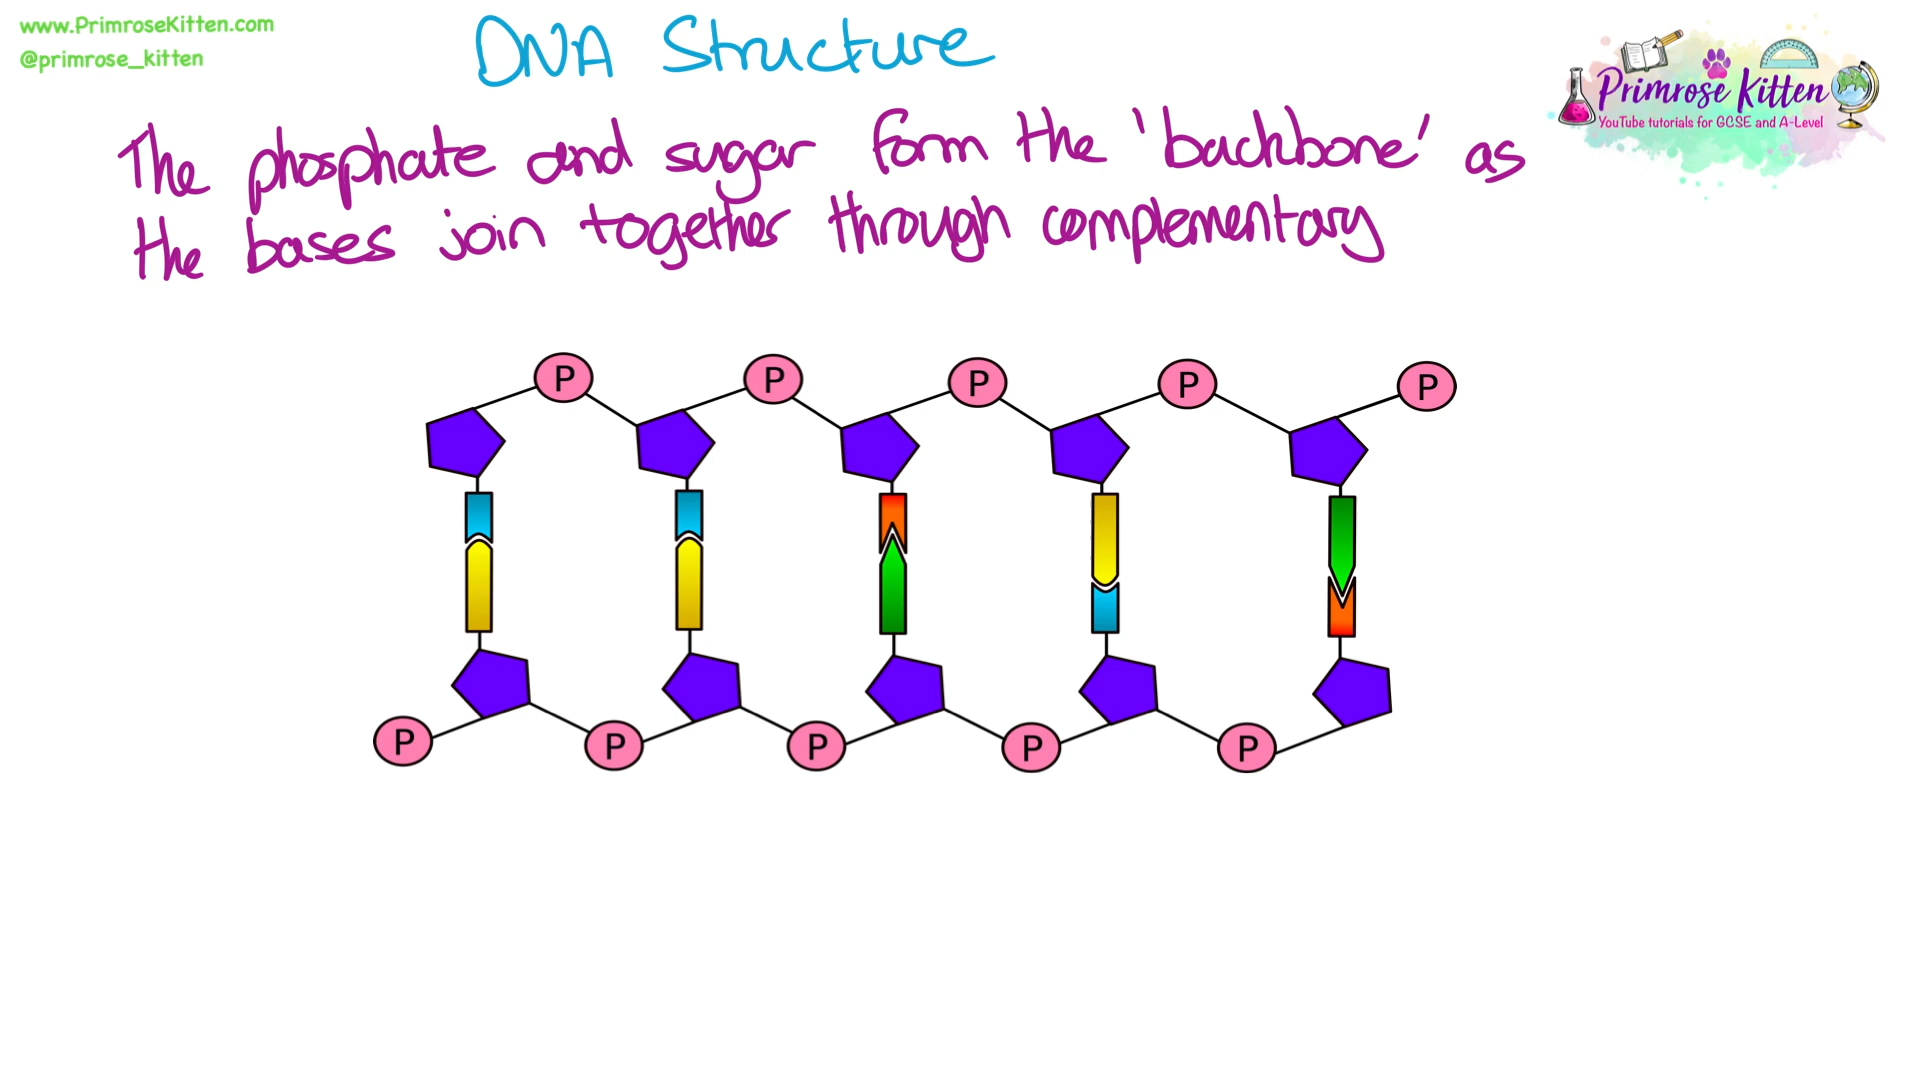 www.PrimroseKitten.com
@primrose_kitten
DNA Structure
Primrose Kitten
YouTube tutorials for GCSE and A-Level
The phosphate and sugar form the 'backbone' as
the bases join together through complementary
P P P P P
P P P P P